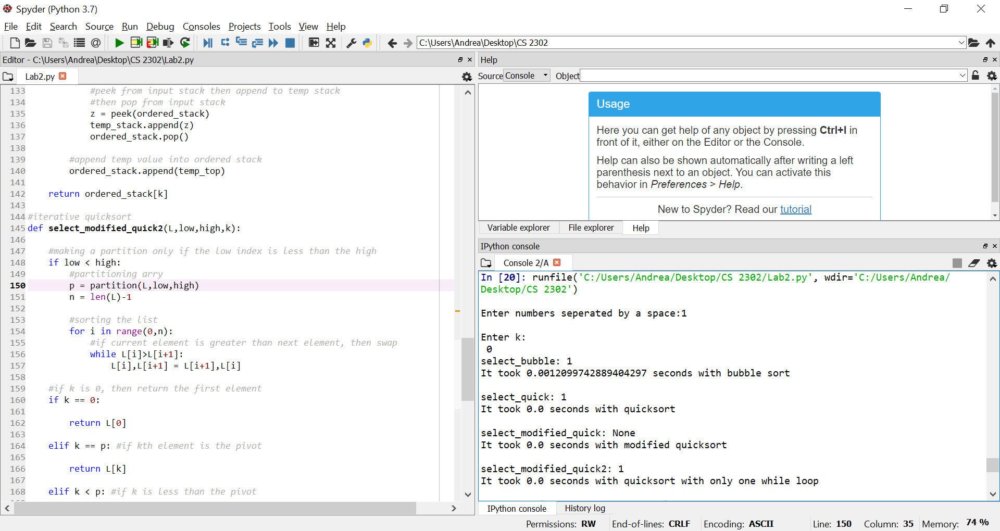 Spyder (Python 3.7)
File Edit Search Source Run Debug Consoles Projects Tools View Help
C:\Users\Andrea\Desktop\CS 2302
Editor - C:\Users\Andrea\Desktop\CS 2302\Lab2.py
Lab2.py
133 #peek from input stack then append to temp stack
134 #then pop from input stack
135 z = peek(ordered_stack)
136 temp_stack.append(z)
137 ordered_stack.pop()
138
139 #append temp value into ordered stack
140 ordered_stack.append(temp_top)
141
142 return ordered_stack[k]
143
144 #iterative quicksort
145 def select_modified_quick2(L,low,high,k):
146
147 #making a partition only if the low index is less than the high
148 if low < high:
149 #partitioning arry
150 p = partition(L,low,high)
151 n = len(L)-1
152
153 #sorting the list
154 for i in range(0,n):
155 #if current element is greater than next element, then swap
156 while L[i]>L[i+1]:
157 L[i],L[i+1] = L[i+1],L[i]
158
159 #if k is 0, then return the first element
160 if k == 0:
161
162 return L[0]
163
164 elif k == p: #if kth element is the pivot
165
166 return L[k]
167
168 elif k < p: #if k is less than the pivot
Help
Source Console Object
Usage
Here you can get help of any object by pressing Ctrl+I in
front of it, either on the Editor or the Console.
Help can also be shown automatically after writing a left
parenthesis next to an object. You can activate this
behavior in Preferences > Help.
New to Spyder? Read our tutorial
Variable explorer File explorer Help
IPython console
Console 2/A
In [20]: runfile('C:/Users/Andrea/Desktop/CS 2302/Lab2.py', wdir='C:/Users/Andrea/
Desktop/CS 2302')
Enter numbers seperated by a space:1
Enter k:
0
select_bubble: 1
It took 0.0012099742889404297 seconds with bubble sort
select_quick: 1
It took 0.0 seconds with quicksort
select_modified_quick: None
It took 0.0 seconds with modified quicksort
select_modified_quick2: 1
It took 0.0 seconds with quicksort with only one while loop
IPython console History log
Permissions: RW End-of-lines: CRLF Encoding: ASCII Line: 150 Column: 35 Memory: 74 %